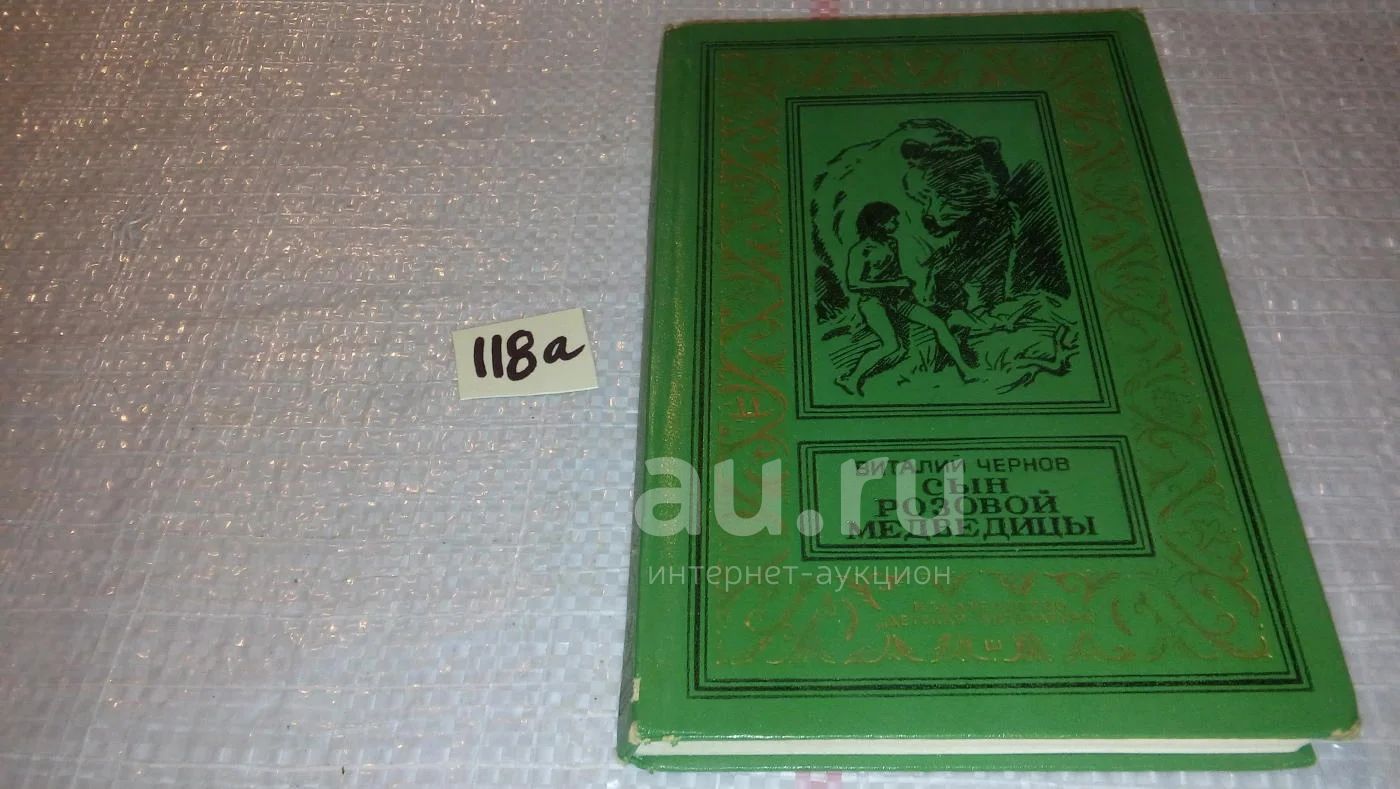 118а
ВИТАЛИЙ ЧЕРНОВ
СЫН
РОЗОВОЙ
МЕДВЕДИЦЫ
au.ru
интернет-аукцион